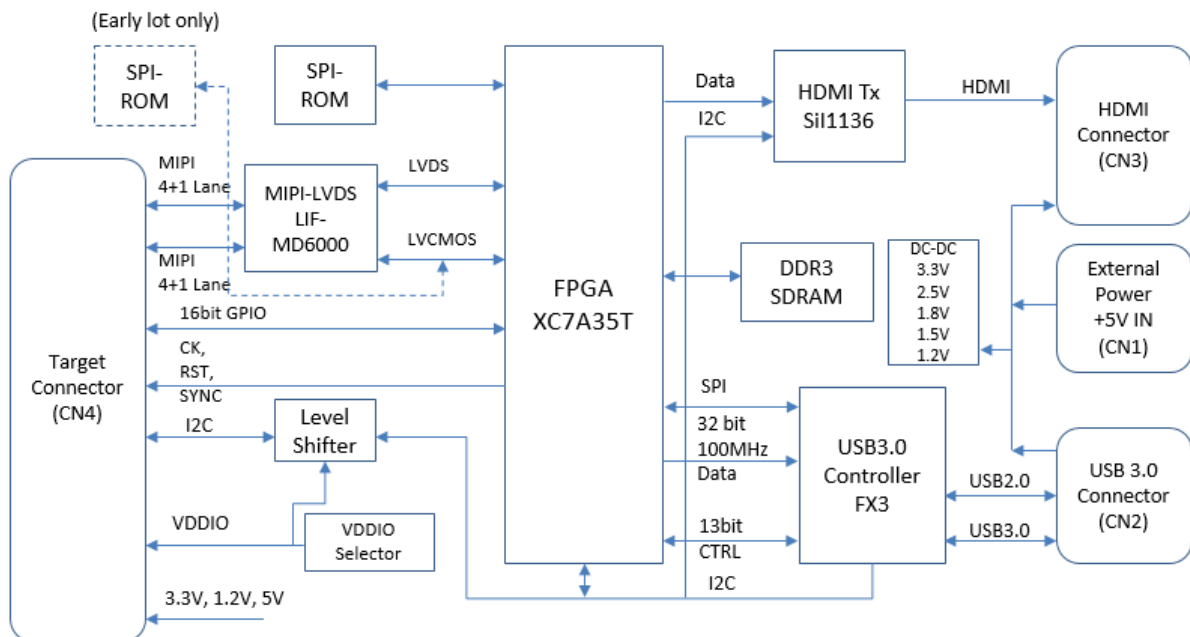 (Early lot only)
SPI-
ROM
SPI-
ROM
MIPI
4+1 Lane
MIPI-LVDS
LIF-
MD6000
LVDS
LVCMOS
MIPI
4+1 Lane
16bit GPIO
CK,
RST,
SYNC
Target
Connector
(CN4)
I2C
Level
Shifter
VDDIO
VDDIO
Selector
3.3V, 1.2V, 5V
FPGA
XC7A35T
Data
I2C
HDMI Tx
SiI1136
HDMI
HDMI
Connector
(CN3)
DDR3
SDRAM
DC-DC
3.3V
2.5V
1.8V
1.5V
1.2V
External
Power
+5V IN
(CN1)
SPI
32 bit
100MHz
Data
13bit
CTRL
I2C
USB3.0
Controller
FX3
USB2.0
USB3.0
USB 3.0
Connector
(CN2)